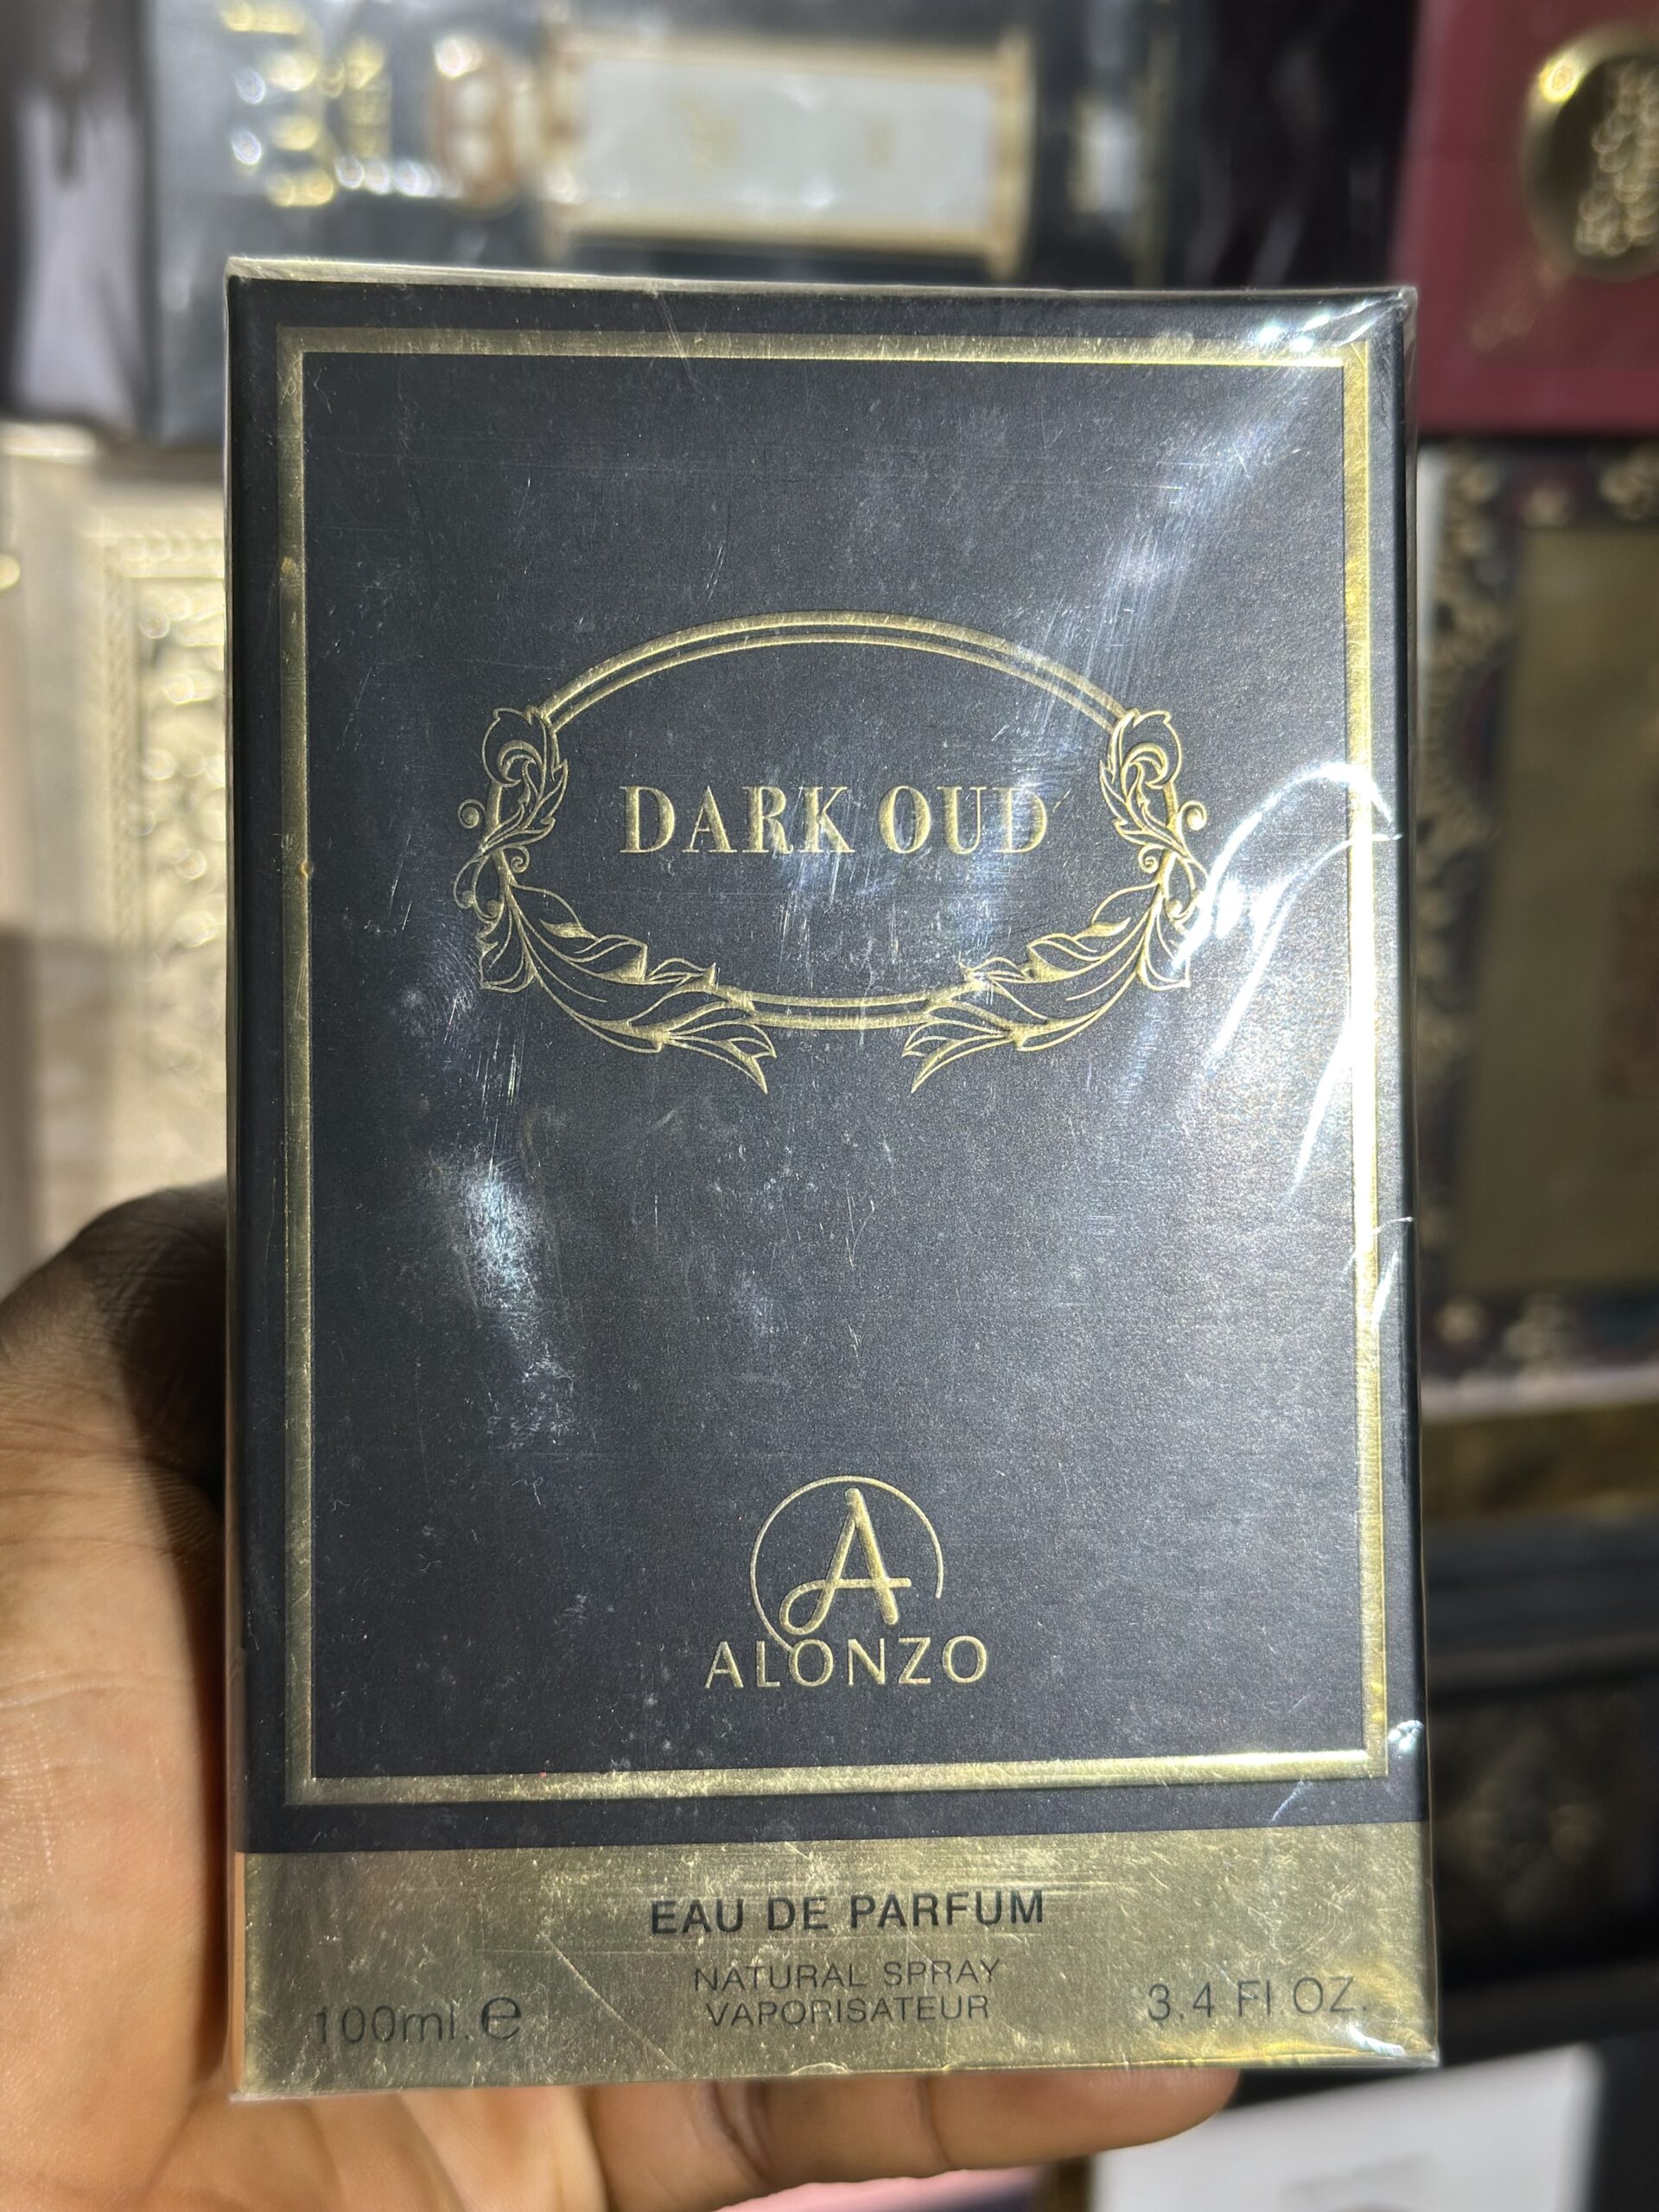 DARK OUD
A
ALONZO
EAU DE PARFUM
NATURAL SPRAY
VAPORISATEUR
100ml. e
3.4 Fl OZ.